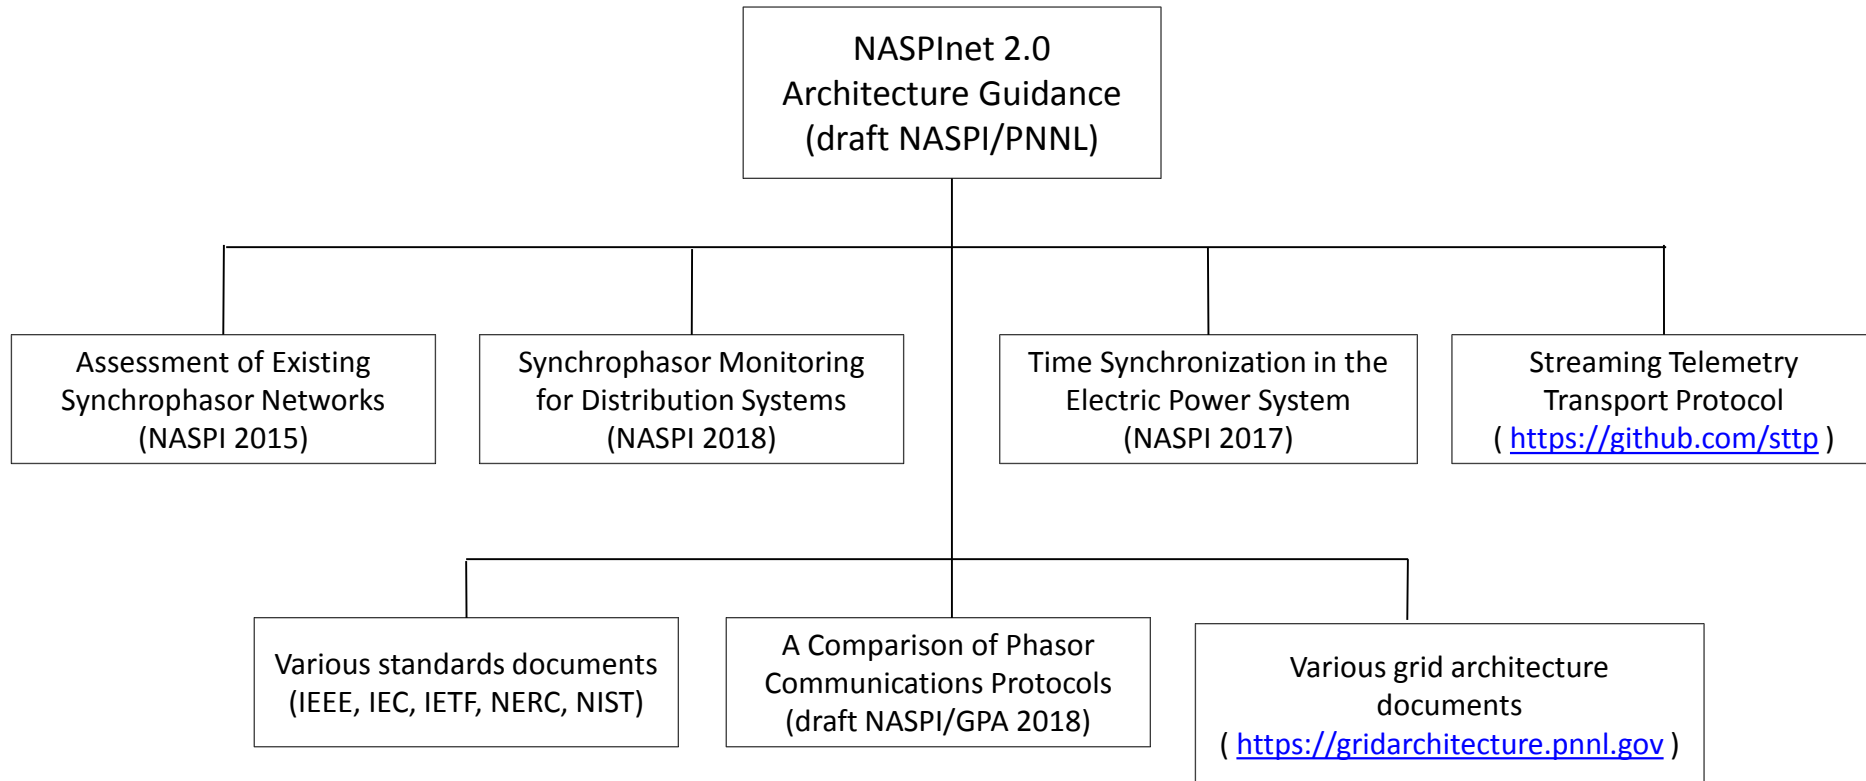 NASPInet 2.0
Architecture Guidance
(draft NASPI/PNNL)
Assessment of Existing
Synchrophasor Networks
(NASPI 2015)
Synchrophasor Monitoring
for Distribution Systems
(NASPI 2018)
Time Synchronization in the
Electric Power System
(NASPI 2017)
Streaming Telemetry
Transport Protocol
( https://github.com/sttp )
Various standards documents
(IEEE, IEC, IETF, NERC, NIST)
A Comparison of Phasor
Communications Protocols
(draft NASPI/GPA 2018)
Various grid architecture
documents
( https://gridarchitecture.pnnl.gov )